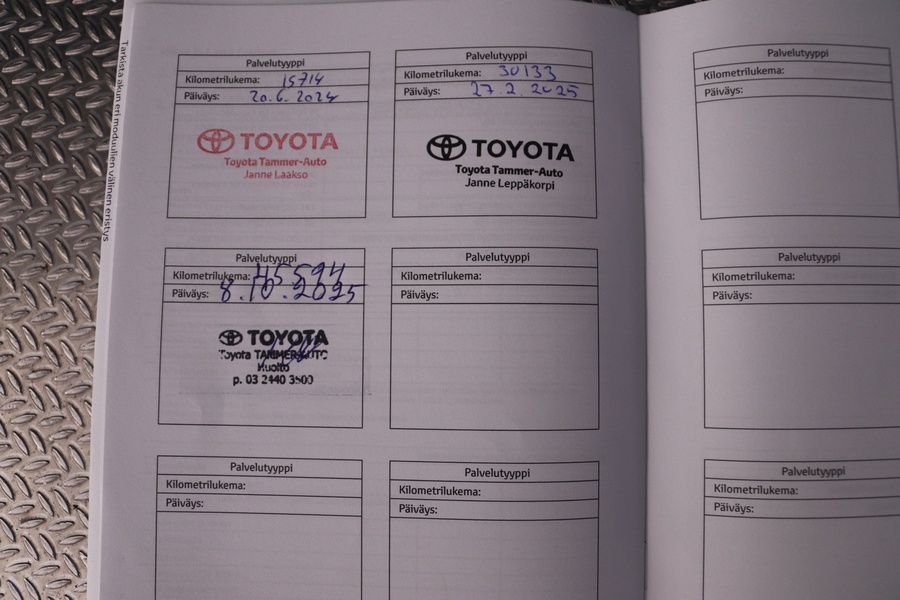 Tarkista akun eri moduulien välinen eristys
Palvelutyyppi
Kilometrilukema: 15714
Päiväys: 20.6.2024
TOYOTA
Toyota Tammer-Auto
Janne Laakso
Palvelutyyppi
Kilometrilukema: 30133
Päiväys: 27.2.2025
TOYOTA
Toyota Tammer-Auto
Janne Leppäkorpi
Palvelutyyppi
Kilometrilukema:
Päiväys:
Palvelutyyppi
Kilometrilukema: 45594
Päiväys: 8.10.2025
TOYOTA
Toyota TAMMER-AUTO
Huolto
p. 03 2440 3500
Palvelutyyppi
Kilometrilukema:
Päiväys:
Palvelutyyppi
Kilometrilukema:
Päiväys:
Palvelutyyppi
Kilometrilukema:
Päiväys:
Palvelutyyppi
Kilometrilukema:
Päiväys:
Palvelutyyppi
Kilometrilukema:
Päiväys: